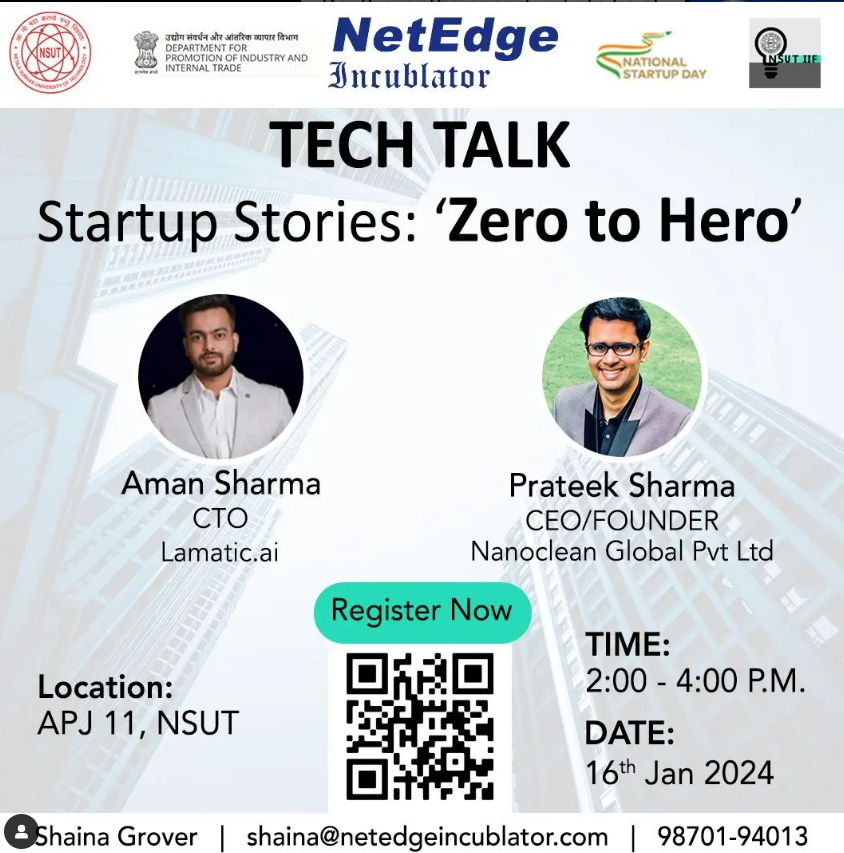 NSUT
उद्योग संवर्धन और आंतरिक व्यापार विभाग
DEPARTMENT FOR
PROMOTION OF INDUSTRY AND
INTERNAL TRADE
NetEdge
Incublator
NATIONAL
STARTUP DAY
NSUT IIF
TECH TALK
Startup Stories: ‘Zero to Hero’
Aman Sharma
CTO
Lamatic.ai
Prateek Sharma
CEO/FOUNDER
Nanoclean Global Pvt Ltd
Register Now
Location:
APJ 11, NSUT
TIME:
2:00 - 4:00 P.M.
DATE:
16th Jan 2024
Shaina Grover | shaina@netedgeincublator.com | 98701-94013